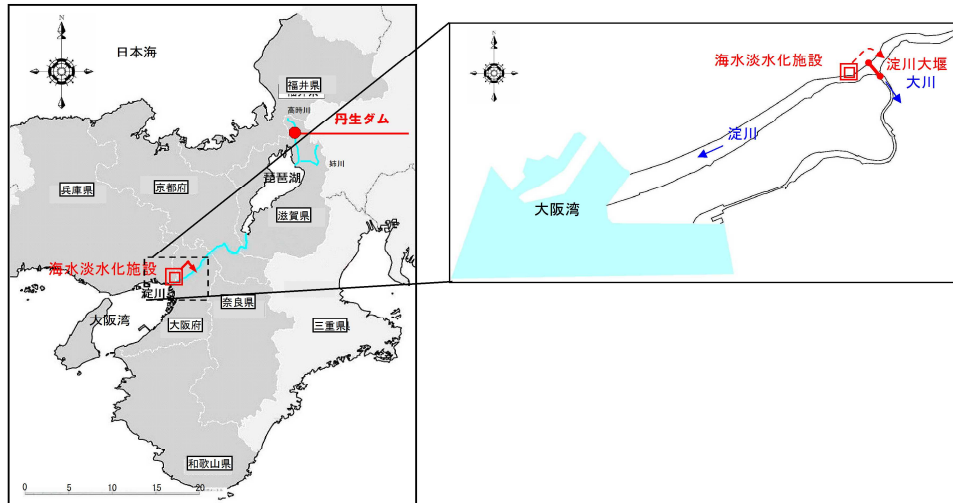 N
日本海
福井県
高時川
丹生ダム
姉川
琵琶湖
兵庫県
京都府
滋賀県
海水淡水化施設
淀川
大阪湾
大阪府
奈良県
三重県
和歌山県
0 5 10 15 20
N
海水淡水化施設
淀川大堰
大川
淀川
大阪湾